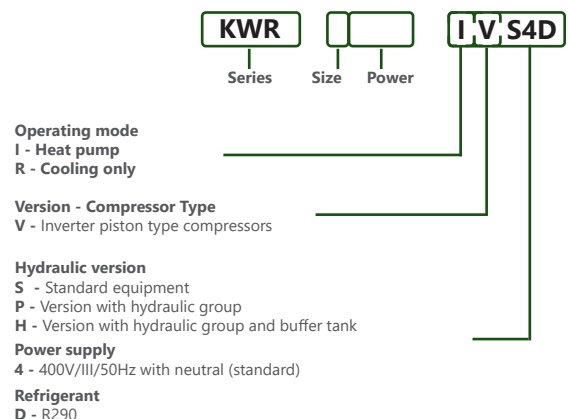 KWR I V S4D
Series Size Power
Operating mode
I - Heat pump
R - Cooling only
Version - Compressor Type
V - Inverter piston type compressors
Hydraulic version
S - Standard equipment
P - Version with hydraulic group
H - Version with hydraulic group and buffer tank
Power supply
4 - 400V/III/50Hz with neutral (standard)
Refrigerant
D - R290